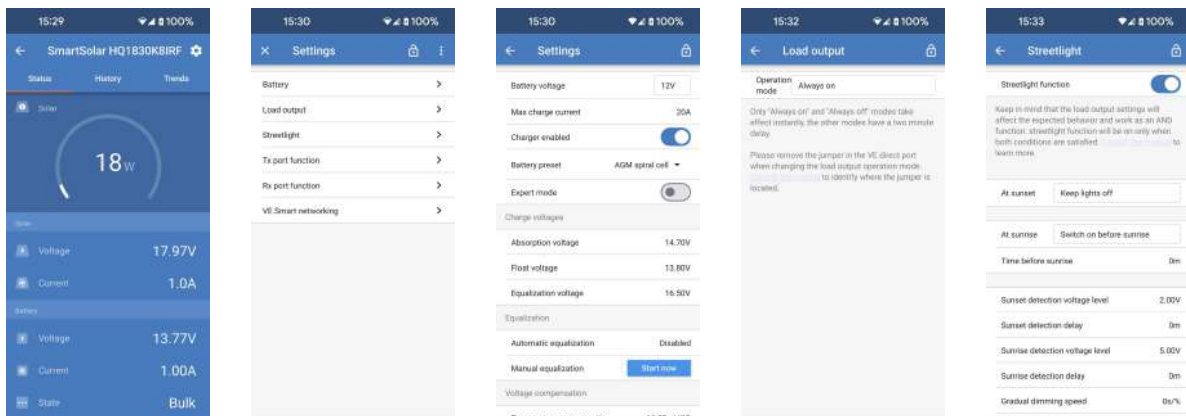 15:29
100%
SmartSolar HQ1830K8IRF
Status History Trends
Solar
18W
Solar
Voltage 17.97V
Current 1.0A
Battery
Voltage 13.77V
Current 1.00A
State Bulk
15:30
100%
Settings
Battery
Load output
Streetlight
Tx port function
Rx port function
VE.Smart networking
15:30
100%
Settings
Battery voltage 12V
Max charge current 20A
Charger enabled
Battery preset AGM spiral cell
Expert mode
Charge voltages
Absorption voltage 14.70V
Float voltage 13.80V
Equalization voltage 16.50V
Equalization
Automatic equalization Disabled
Manual equalization Start now
Voltage compensation
15:32
100%
Load output
Operation
mode Always on
Only "Always on" and "Always off" modes take
effect instantly, the other modes have a two minute
delay.
Please remove the jumper in the VE direct port
when changing the load output operation mode.
to identify where the jumper is
located.
15:33
100%
Streetlight
Streetlight function
Keep in mind that the load output settings will
affect the expected behavior and work as an AND
function. streetlight function will be on only when
both conditions are satisfied. to
learn more.
At sunset Keep lights off
At sunrise Switch on before sunrise
Time before sunrise 0m
Sunset detection voltage level 2.00V
Sunset detection delay 0m
Sunrise detection voltage level 5.00V
Sunrise detection delay 0m
Gradual dimming speed 0s/%